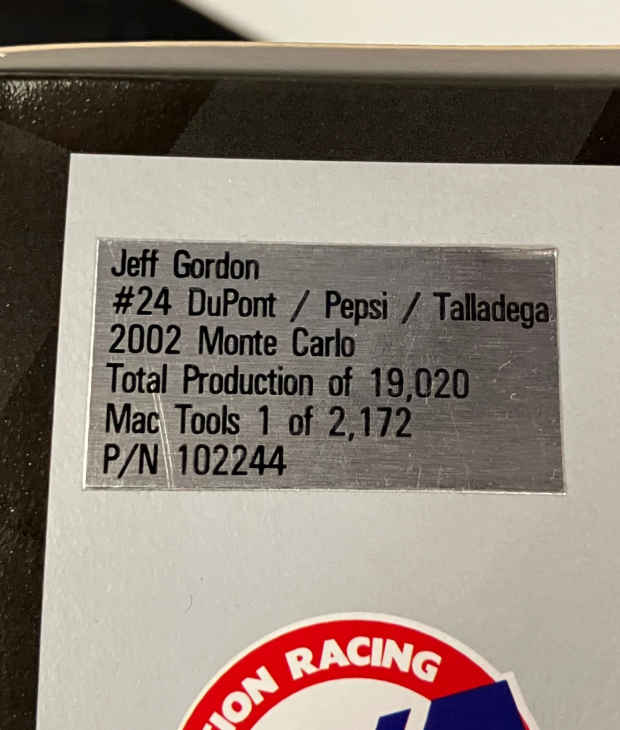 Jeff Gordon
#24 DuPont / Pepsi / Talladega
2002 Monte Carlo
Total Production of 19,020
Mac Tools 1 of 2,172
P/N 102244
ION RACING